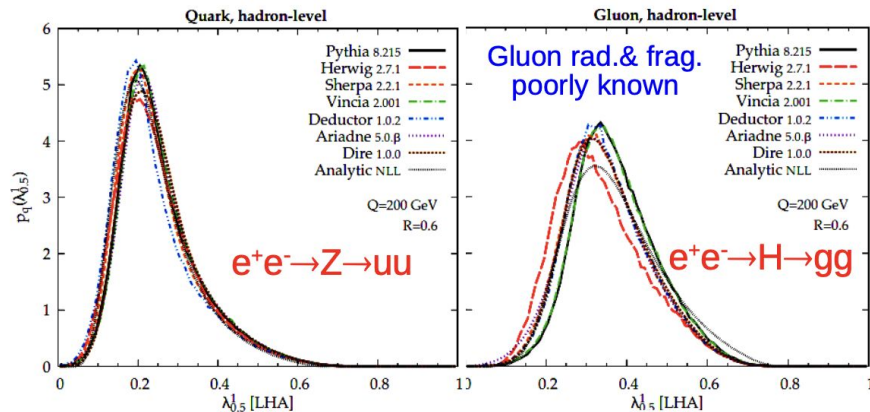 Quark, hadron-level
p_q(λ^1_0.5)
6
5
4
3
2
1
0
Pythia 8.215
Herwig 2.7.1
Sherpa 2.2.1
Vincia 2.001
Deductor 1.0.2
Ariadne 5.0.β
Dire 1.0.0
Analytic NLL
Q=200 GeV
R=0.6
e⁺e⁻→Z→uu
0 0.2 0.4 0.6 0.8 1
λ^1_0.5 [LHA]
Gluon, hadron-level
Gluon rad.& frag.
poorly known
Pythia 8.215
Herwig 2.7.1
Sherpa 2.2.1
Vincia 2.001
Deductor 1.0.2
Ariadne 5.0.β
Dire 1.0.0
Analytic NLL
Q=200 GeV
R=0.6
e⁺e⁻→H→gg
0 0.2 0.4 0.6 0.8 1
λ^1_0.5 [LHA]